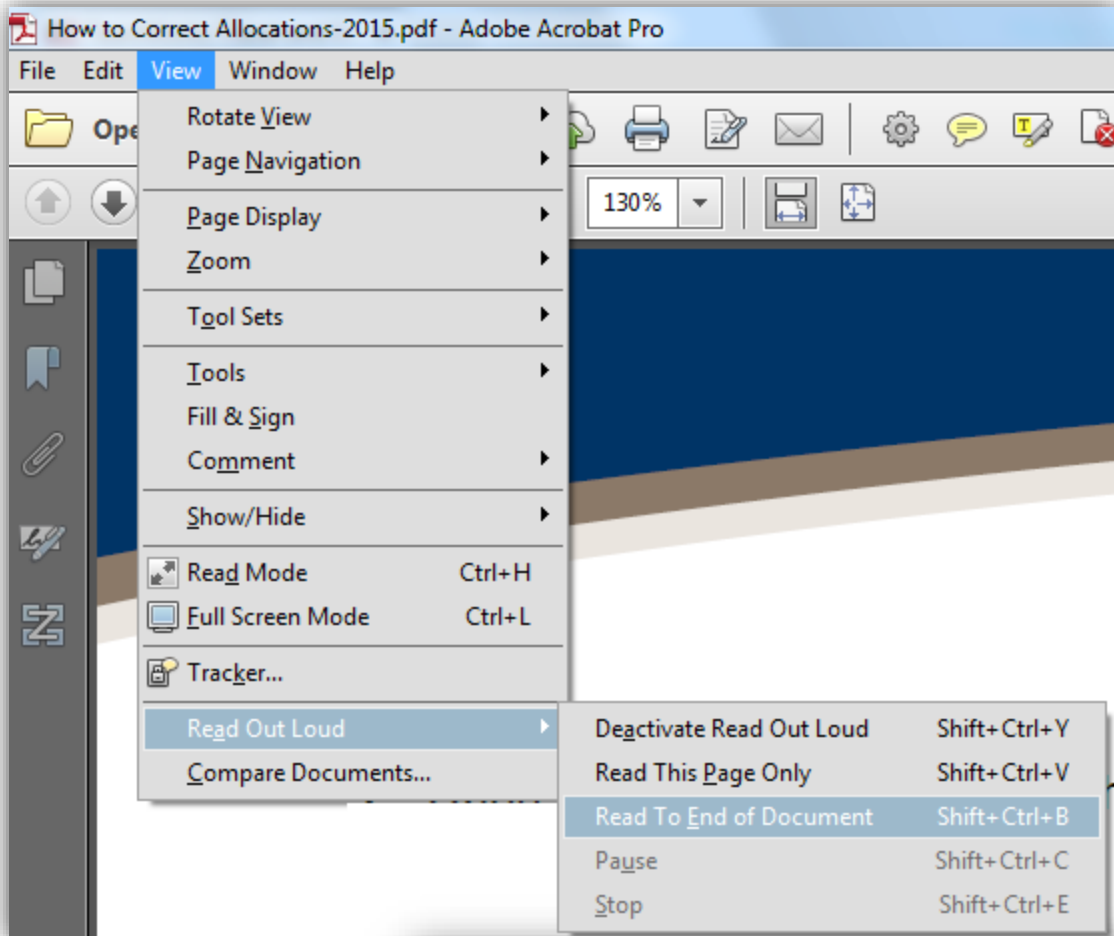 How to Correct Allocations-2015.pdf - Adobe Acrobat Pro
File Edit View Window Help
Ope
130%
Rotate View
Page Navigation
Page Display
Zoom
Tool Sets
Tools
Fill & Sign
Comment
Show/Hide
Read Mode Ctrl+H
Full Screen Mode Ctrl+L
Tracker...
Read Out Loud
Compare Documents...
Deactivate Read Out Loud Shift+Ctrl+Y
Read This Page Only Shift+Ctrl+V
Read To End of Document Shift+Ctrl+B
Pause Shift+Ctrl+C
Stop Shift+Ctrl+E